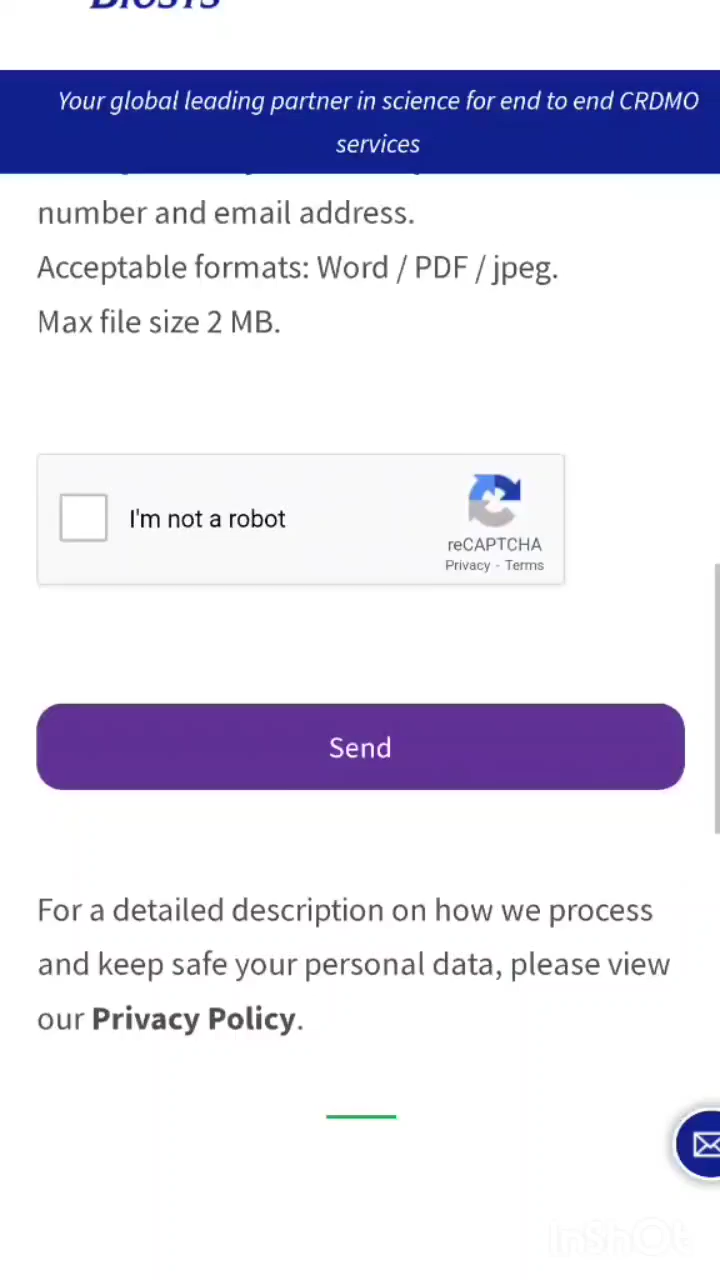 Your global leading partner in science for end to end CRDMO
services
number and email address.
Acceptable formats: Word / PDF / jpeg.
Max file size 2 MB.
I'm not a robot
reCAPTCHA
Privacy - Terms
Send
For a detailed description on how we process
and keep safe your personal data, please view
our Privacy Policy.
InShOt